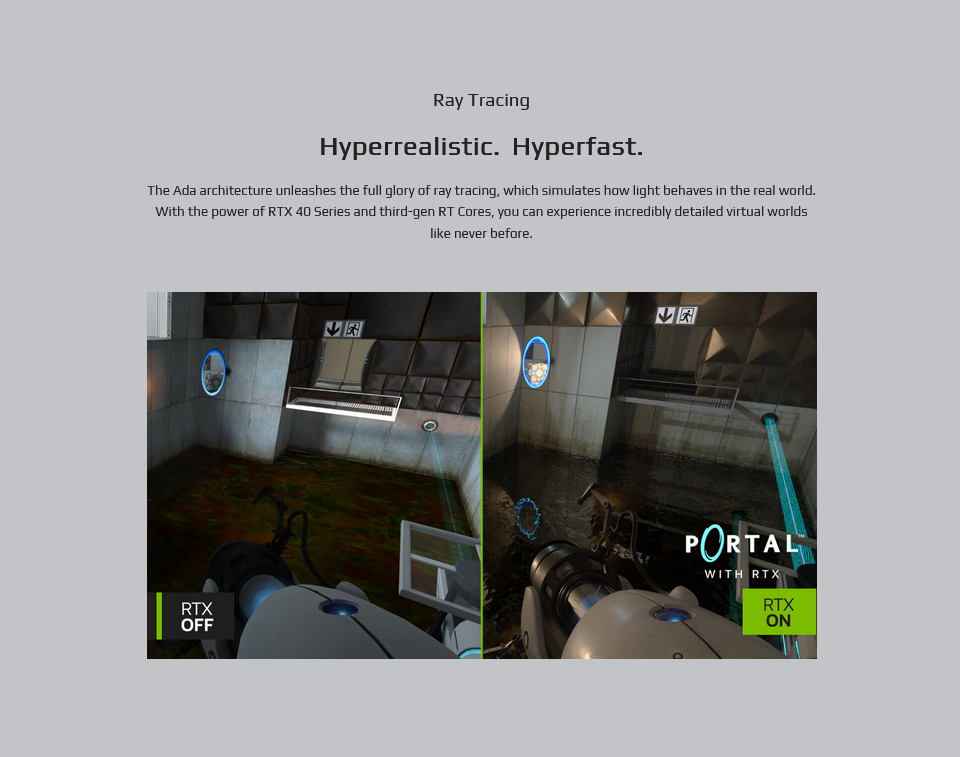 Ray Tracing
Hyperrealistic. Hyperfast.
The Ada architecture unleashes the full glory of ray tracing, which simulates how light behaves in the real world.
With the power of RTX 40 Series and third-gen RT Cores, you can experience incredibly detailed virtual worlds
like never before.
PORTAL™
WITH RTX
RTX
OFF
RTX
ON